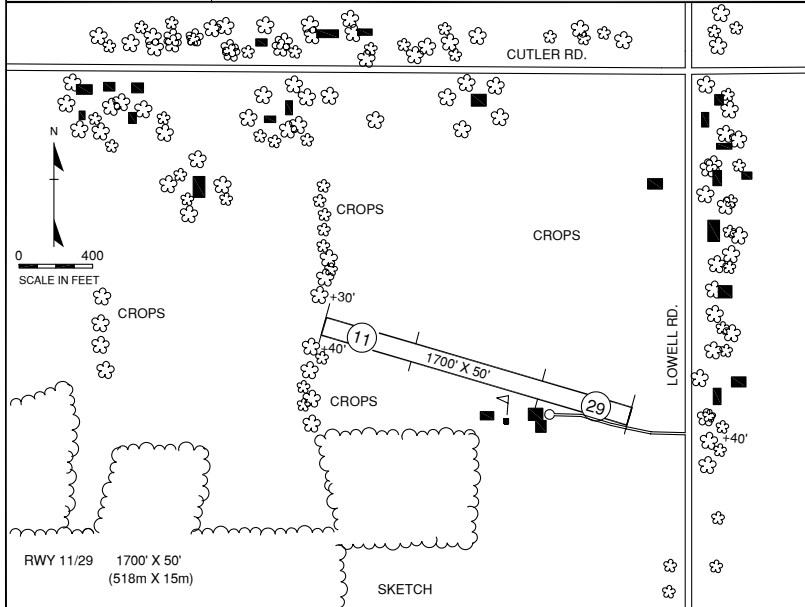 CUTLER RD.
N
CROPS
CROPS
0 400
SCALE IN FEET
+30'
CROPS
LOWELL RD.
11
+40'
1700' X 50'
CROPS
29
+40'
RWY 11/29 1700' X 50'
(518m X 15m)
SKETCH